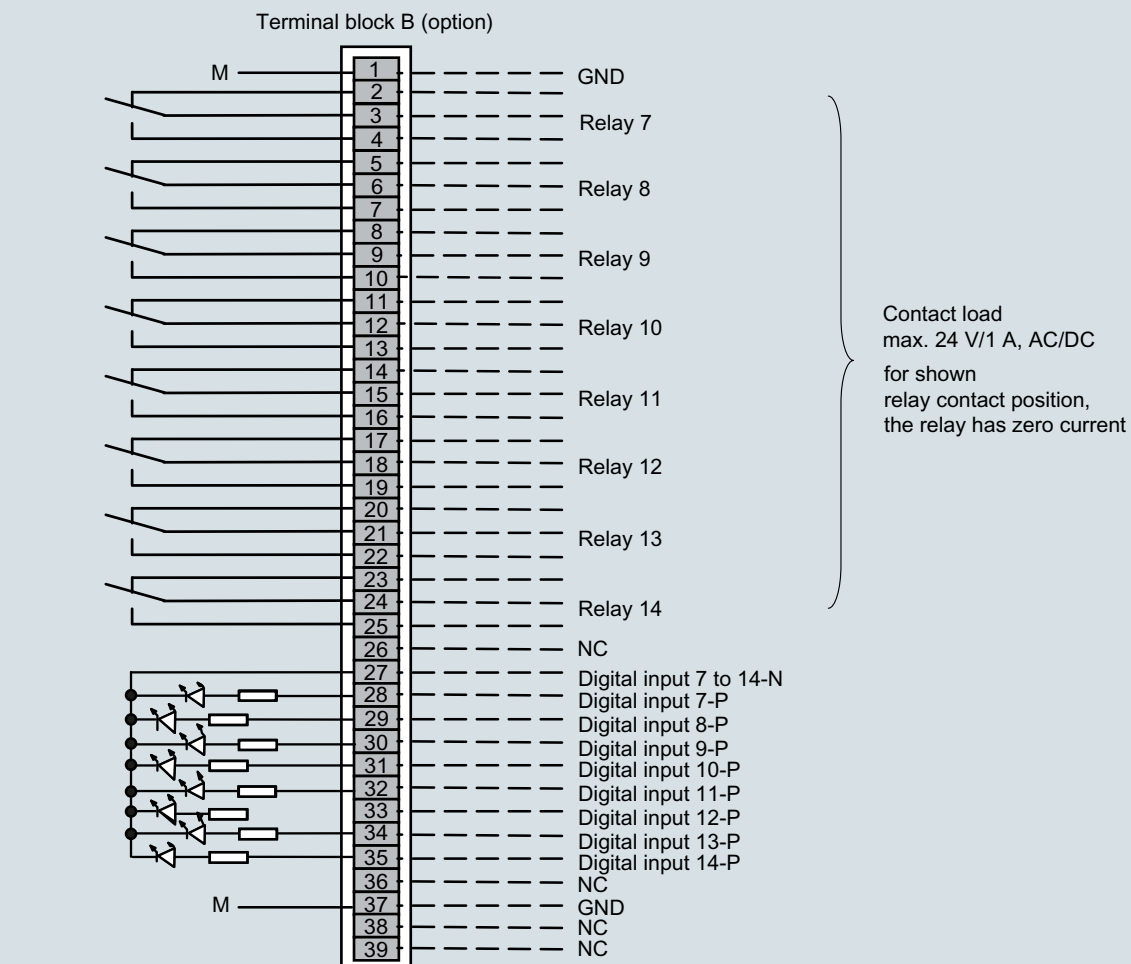 Terminal block B (option)
M 1 GND
2
3 Relay 7
4
5
6 Relay 8
7
8
9 Relay 9
10
11
12 Relay 10
13
14
15 Relay 11
16
17
18 Relay 12
19
20
21 Relay 13
22
23
24 Relay 14
25
Contact load
max. 24 V/1 A, AC/DC
for shown
relay contact position,
the relay has zero current
26 NC
27 Digital input 7 to 14-N
28 Digital input 7-P
29 Digital input 8-P
30 Digital input 9-P
31 Digital input 10-P
32 Digital input 11-P
33 Digital input 12-P
34 Digital input 13-P
35 Digital input 14-P
36 NC
M 37 GND
38 NC
39 NC